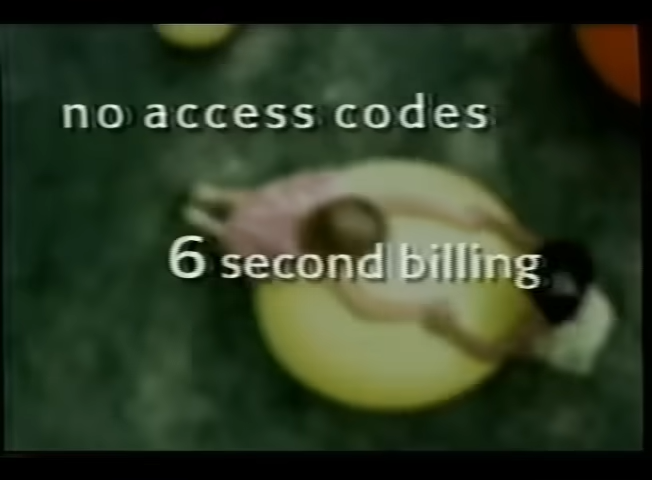 no access codes
6 second billing